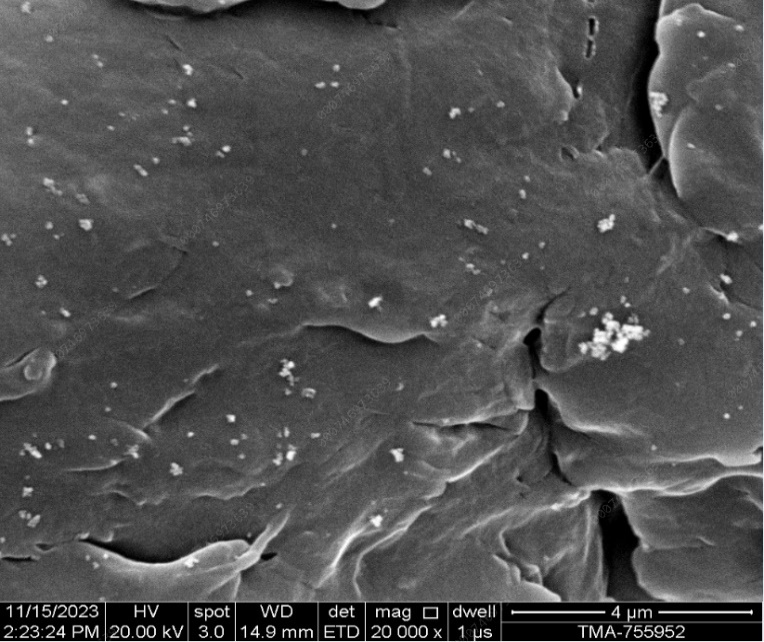 11/15/2023 HV spot WD det mag □ dwell 4 µm
2:23:24 PM 20.00 kV 3.0 14.9 mm ETD 20 000 x 1 µs TMA-755952